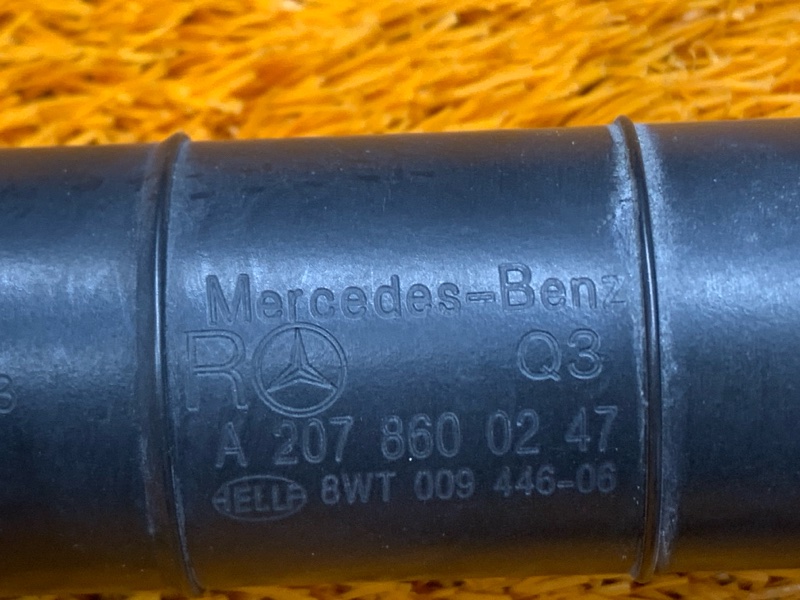 Mercedes-Benz
R Q3
A 207 860 02 47
HELLA 8WT 009 446-06